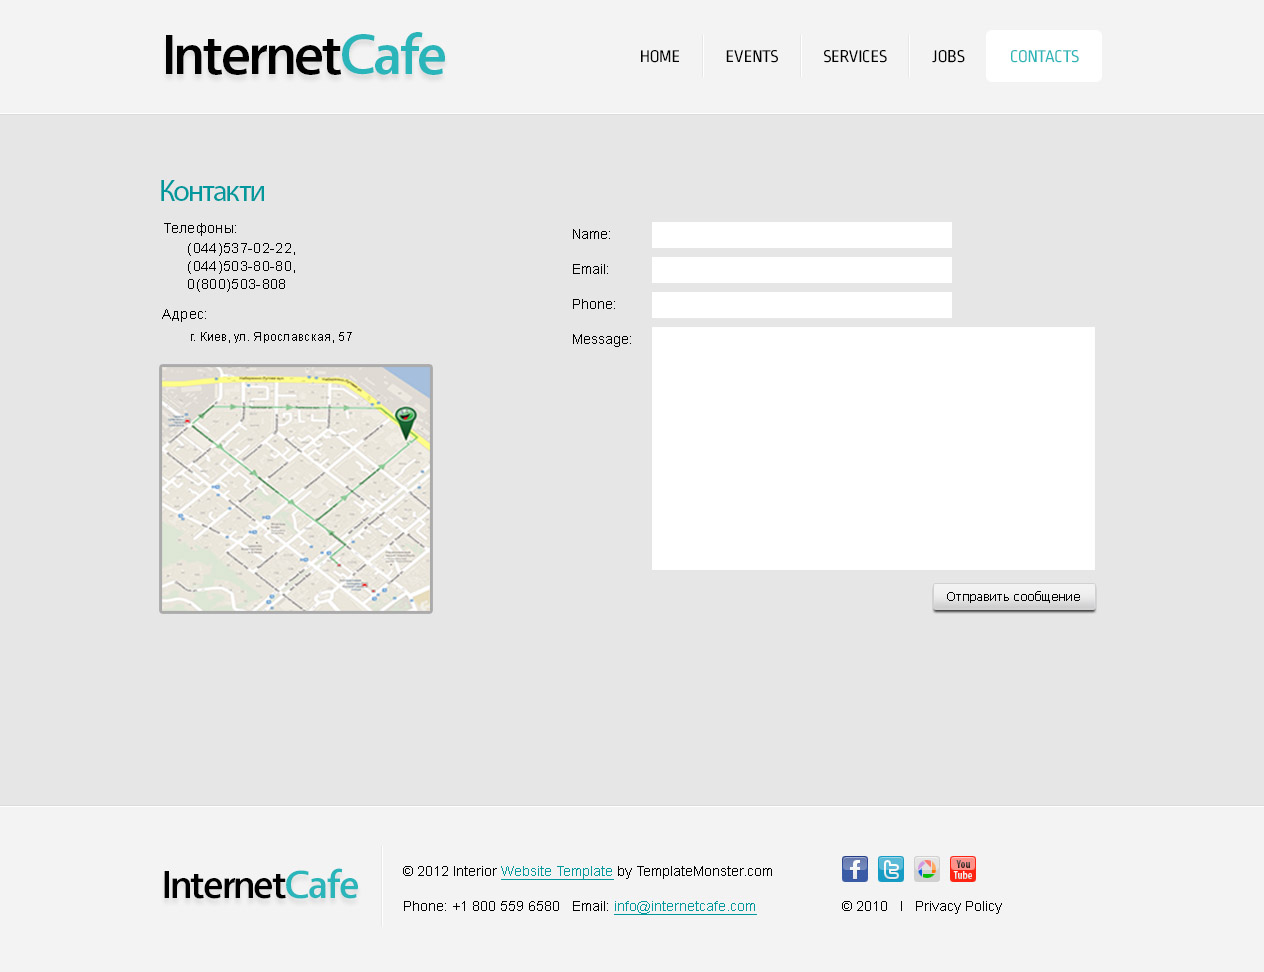 InternetCafe
HOME EVENTS SERVICES JOBS CONTACTS
Контакти
Телефоны:
(044)537-02-22,
(044)503-80-80,
0(800)503-808
Адрес:
г. Киев, ул. Ярославская, 57
Name:
Email:
Phone:
Message:
Отправить сообщение
InternetCafe
© 2012 Interior Website Template by TemplateMonster.com
Phone: +1 800 559 6580 Email: info@internetcafe.com
You
Tube
© 2010 | Privacy Policy